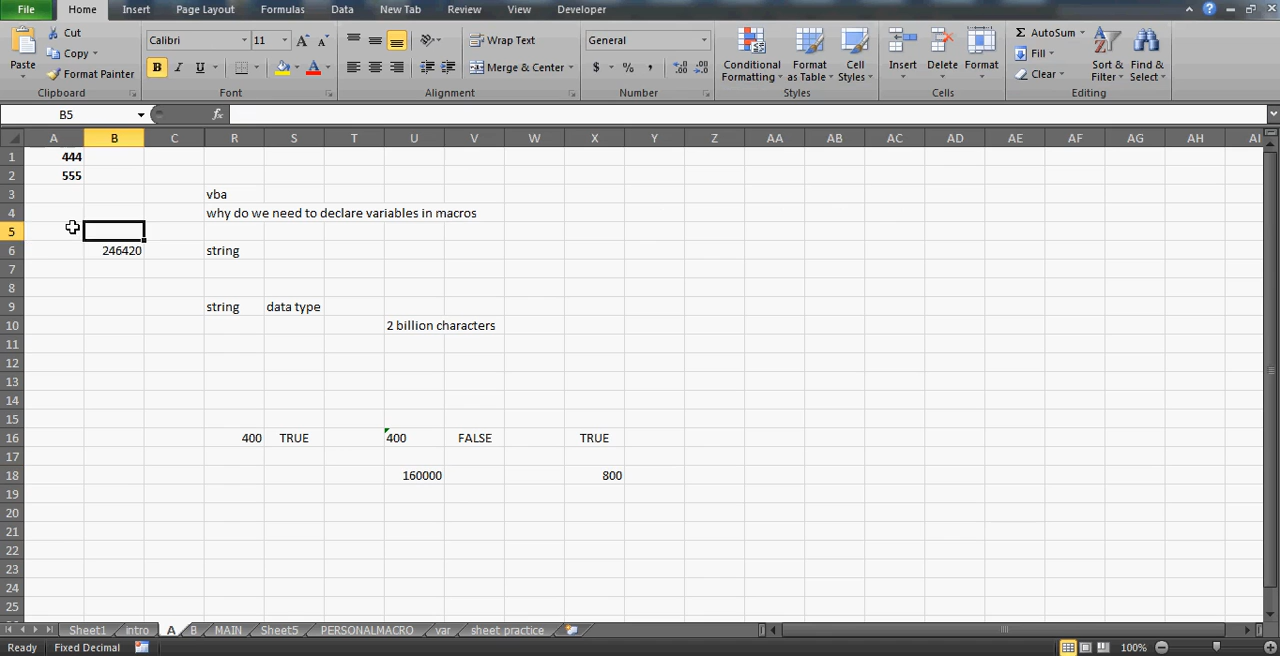 File Home Insert Page Layout Formulas Data New Tab Review View Developer
Cut
Copy
Format Painter
Paste
Clipboard
Calibri 11 A A
B I U A
Font
Wrap Text
Merge & Center
Alignment
General
$ % , .00 .00
Number
Conditional Formatting
Format as Table
Cell Styles
Styles
Insert Delete Format
Cells
Σ AutoSum
Fill
Clear
Sort & Filter
Find & Select
Editing
B5 fx
A B C R S T U V W X Y Z AA AB AC AD AE AF AG AH AI
1 444
2 555
3 vba
4 why do we need to declare variables in macros
5
6 246420 string
7
8
9 string data type
10 2 billion characters
11
12
13
14
15
16 400 TRUE 400 FALSE TRUE
17
18 160000 800
19
20
21
22
23
24
25
Sheet1 intro A B MAIN Sheet5 PERSONALMACRO var sheet practice
Ready Fixed Decimal 100%